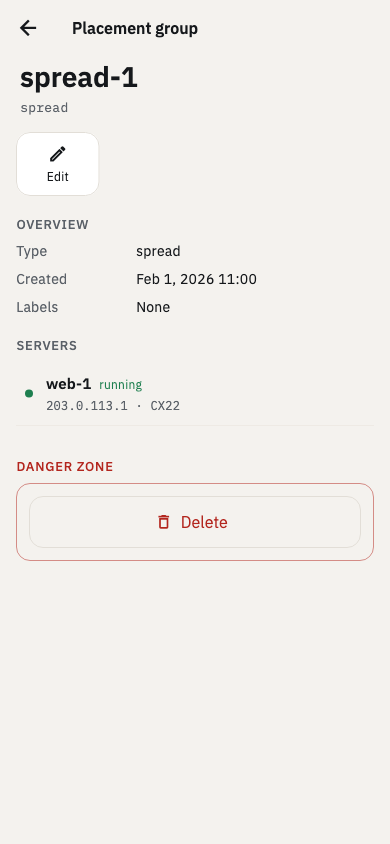 Placement group
spread-1
spread
Edit
OVERVIEW
Type spread
Created Feb 1, 2026 11:00
Labels None
SERVERS
web-1 running
203.0.113.1 · CX22
DANGER ZONE
Delete